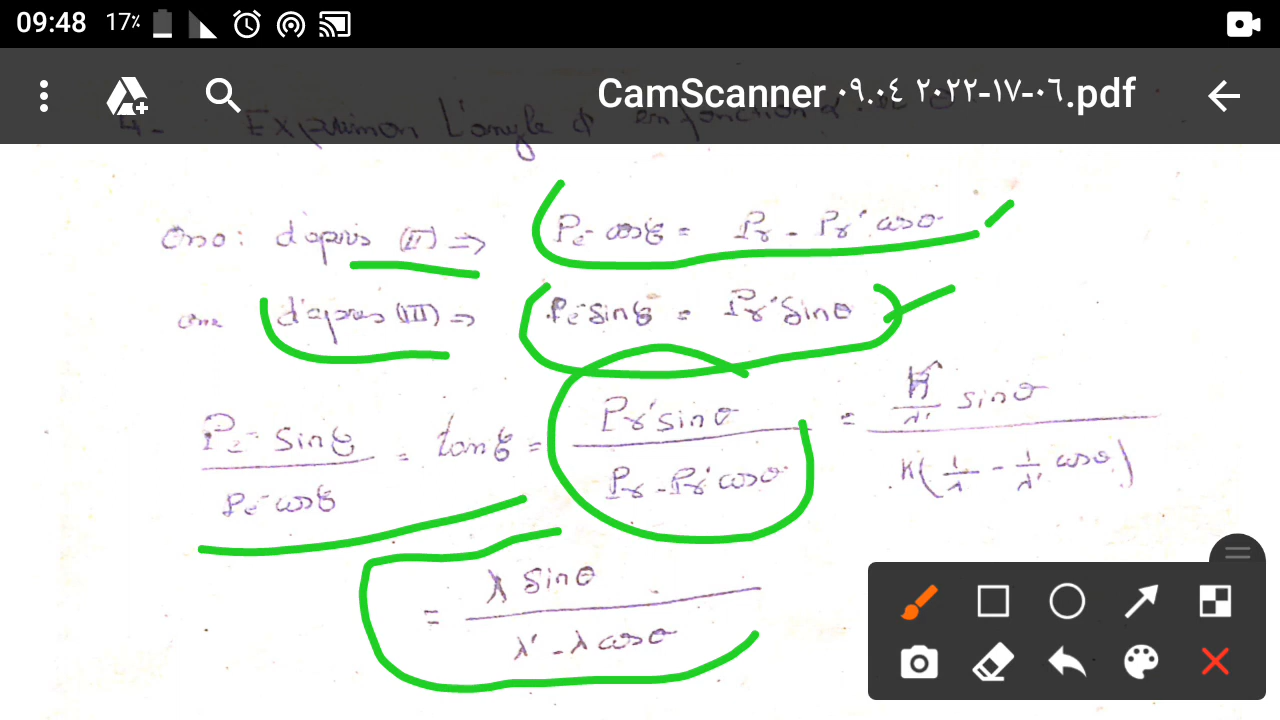 09:48 17%
CamScanner ٠٩.٠٤ ٢٠٢٢-١٧-٠٦.pdf
4- Exprimon l'angle φ en fonction θ
On a: d'après (II) ⇒ Pe- cosφ = Pγ - Pγ' cosθ
d'après (III) ⇒ Pe- sinφ = Pγ' sinθ
Pe- sinφ / Pe- cosφ = tanφ = Pγ' sinθ / Pγ - Pγ' cosθ = h/λ' sinθ / h(1/λ - 1/λ' cosθ)
= λ sinθ / λ' - λ cosθ